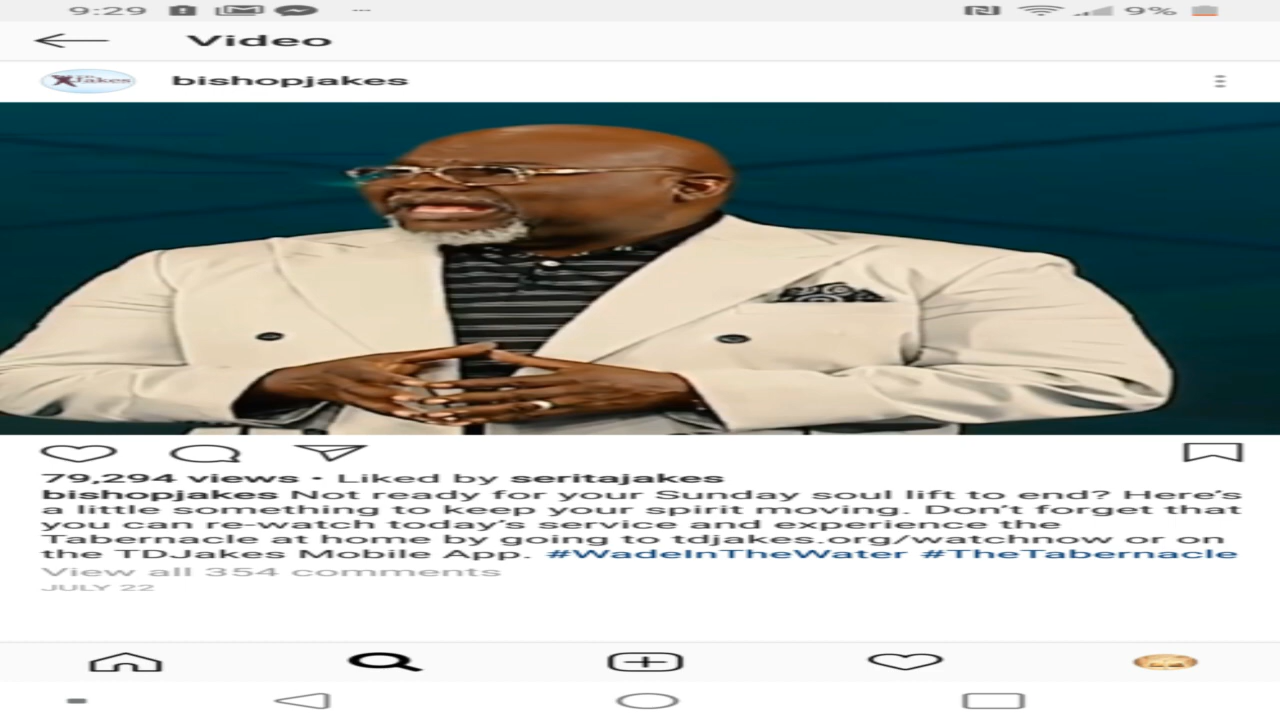 9:29 9%
Video
Jakes
bishopjakes
79,294 views • Liked by seritajakes
bishopjakes Not ready for your Sunday soul lift to end? Here's
a little something to keep your spirit moving. Don't forget that
you can re-watch today's service and experience the
Tabernacle at home by going to tdjakes.org/watchnow or on
the TDJakes Mobile App. #WadeInTheWater #TheTabernacle
View all 354 comments
JULY 22